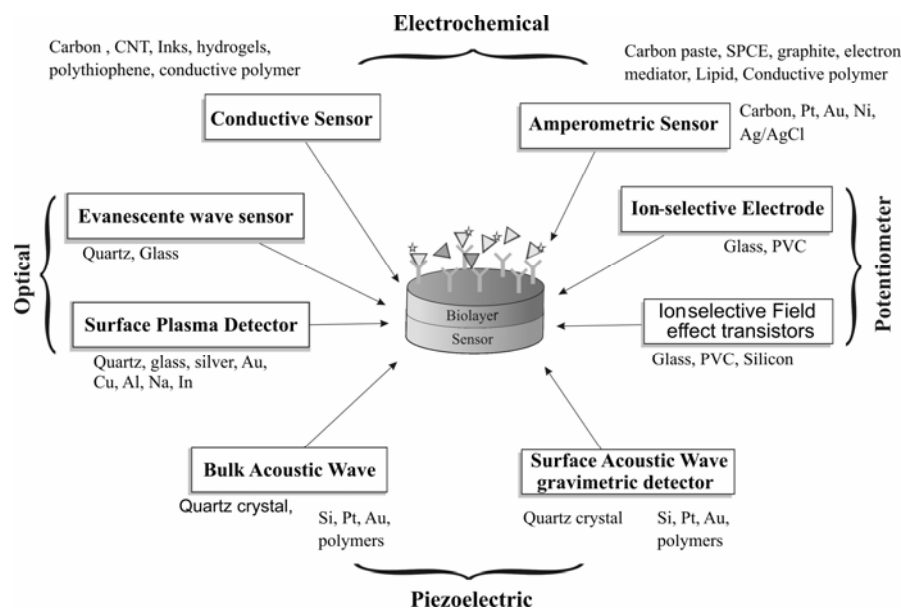 Electrochemical
Carbon , CNT, Inks, hydrogels,
polythiophene, conductive polymer
Carbon paste, SPCE, graphite, electron
mediator, Lipid, Conductive polymer
Conductive Sensor
Amperometric Sensor
Carbon, Pt, Au, Ni,
Ag/AgCl
Optical
Evanescente wave sensor
Quartz, Glass
Ion-selective Electrode
Glass, PVC
Potentiometer
Surface Plasma Detector
Quartz, glass, silver, Au,
Cu, Al, Na, In
Biolayer
Sensor
Ionselective Field
effect transistors
Glass, PVC, Silicon
Bulk Acoustic Wave
Quartz crystal,
Si, Pt, Au,
polymers
Surface Acoustic Wave
gravimetric detector
Quartz crystal
Si, Pt, Au,
polymers
Piezoelectric